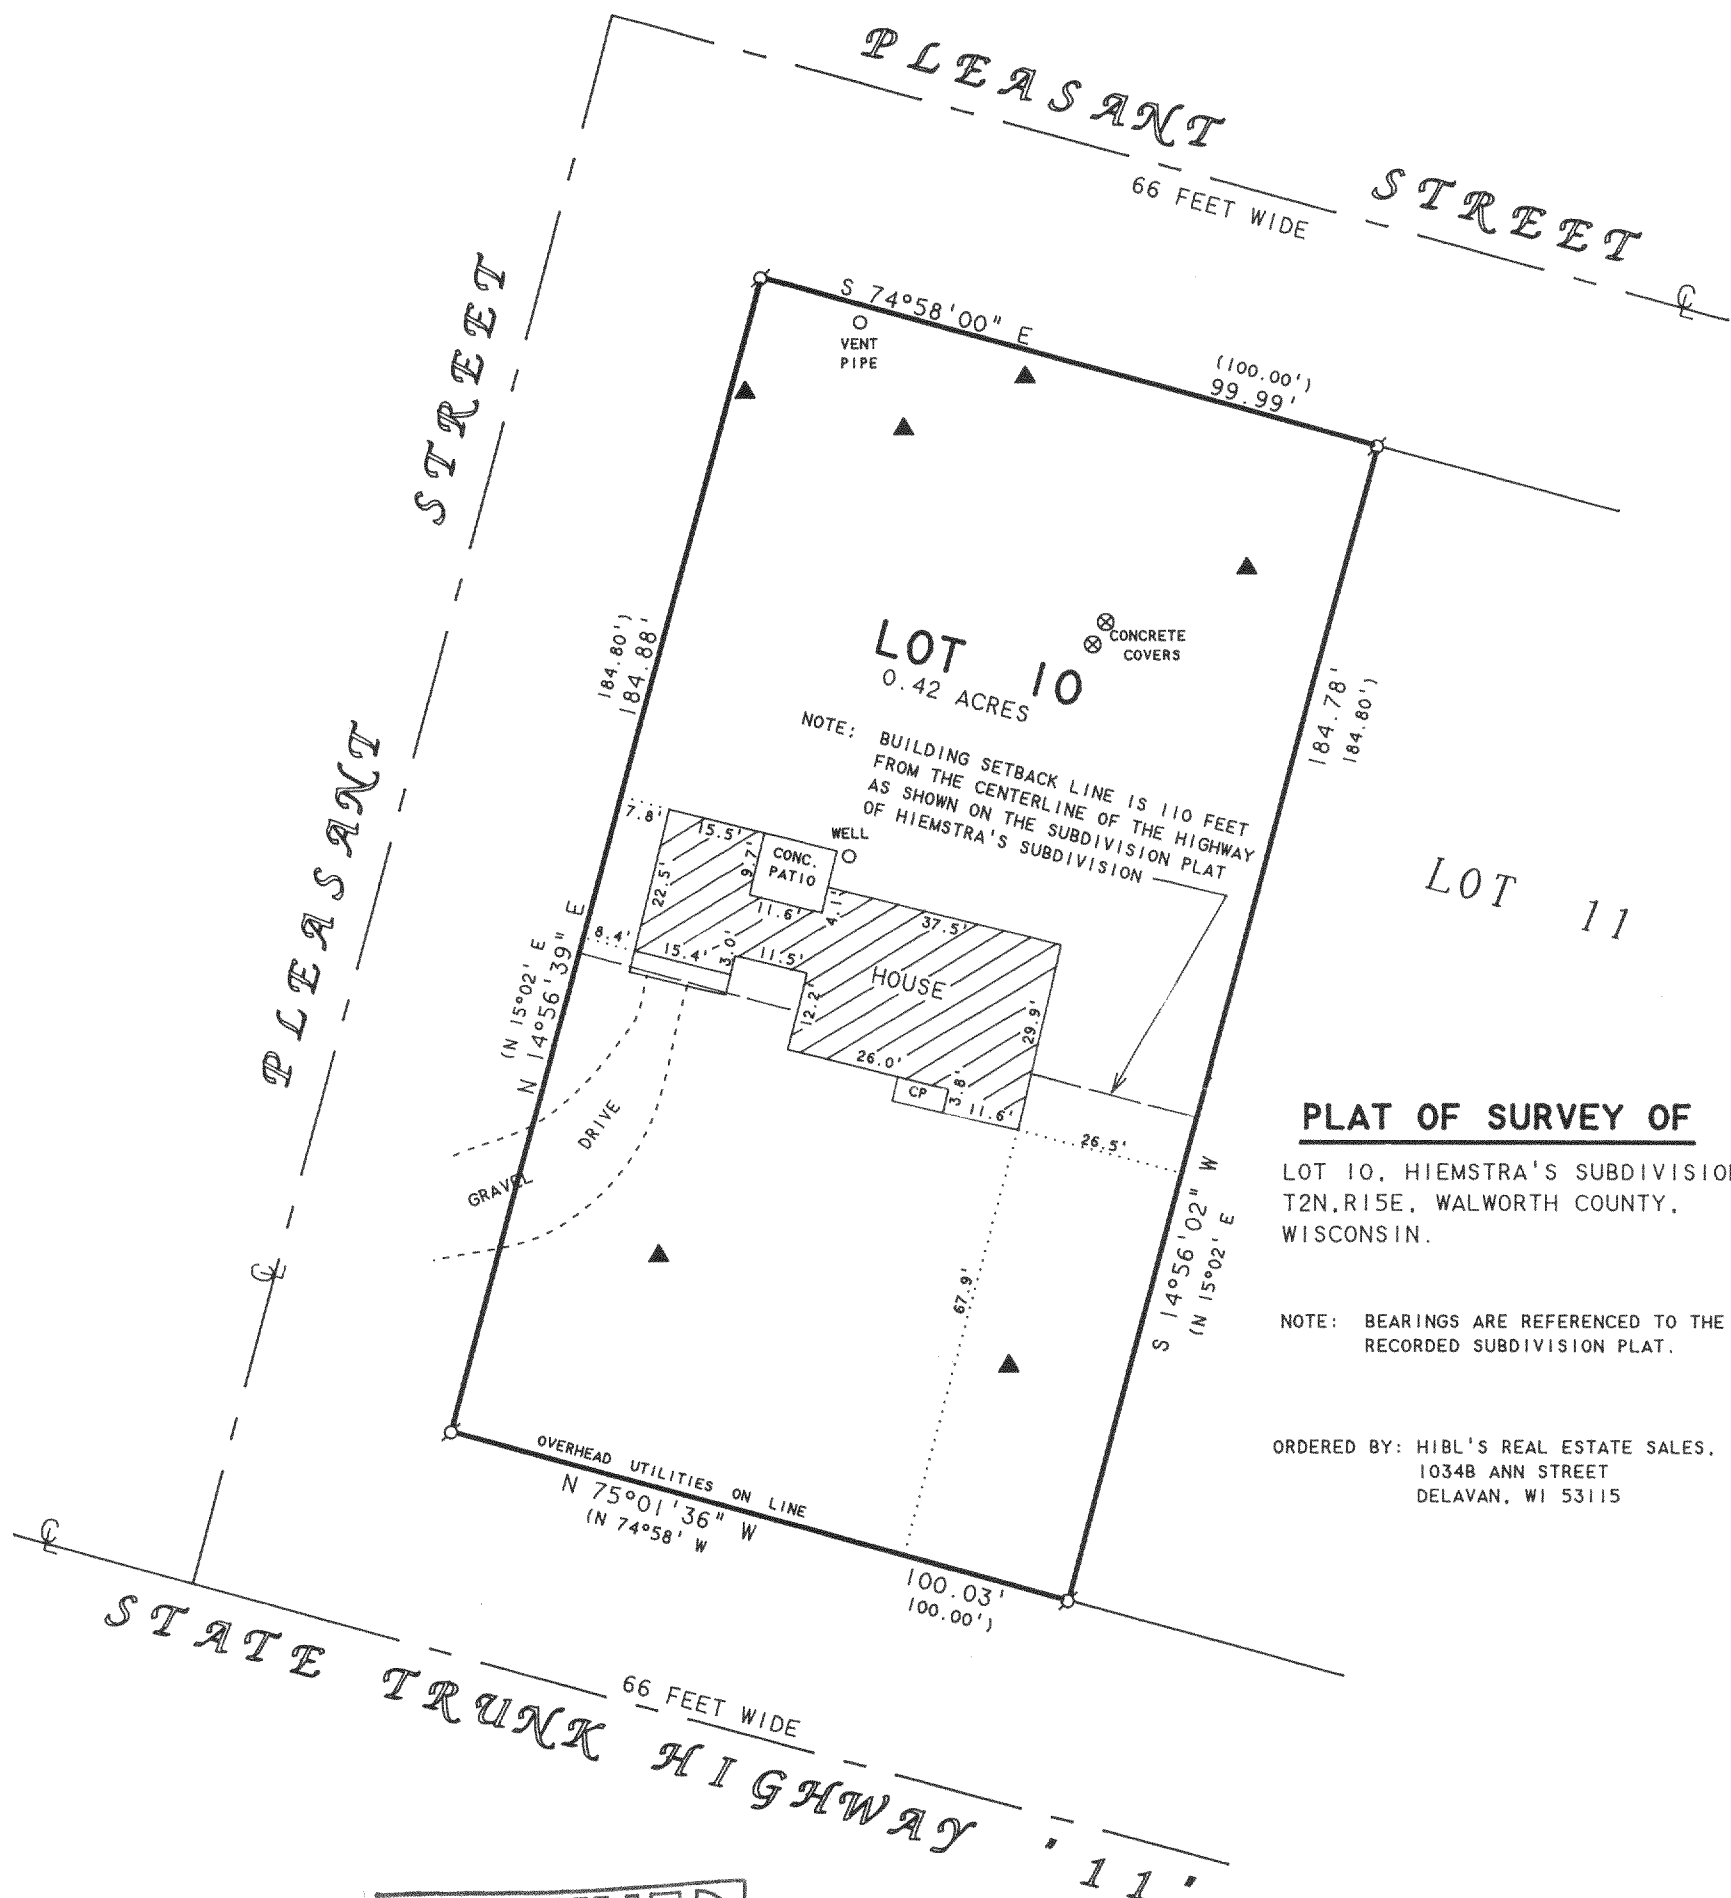 PLEASANT STREET
66 FEET WIDE
℄
PLEASANT STREET
S 74°58'00" E
VENT
PIPE
(100.00')
99.99'
184.80')
184.88'
CONCRETE
COVERS
LOT 10
0.42 ACRES
184.78'
184.80')
NOTE: BUILDING SETBACK LINE IS 110 FEET
FROM THE CENTERLINE OF THE HIGHWAY
AS SHOWN ON THE SUBDIVISION PLAT
OF HIEMSTRA'S SUBDIVISION
7.8'
15.5'
WELL
9.7'
CONC.
PATIO
22.5'
11.6'
4.1'
37.5'
LOT 11
8.4'
15.4'
3.0'
11.5'
HOUSE
12.2'
29.9'
26.0'
CP
3.8'
11.6'
26.5'
(N 15°02' E
N 14°56'39" E
DRIVE
GRAVEL
℄
67.9'
S 14°56'02" W
(N 15°02' E
PLAT OF SURVEY OF
LOT 10, HIEMSTRA'S SUBDIVISIO
T2N,R15E, WALWORTH COUNTY,
WISCONSIN.
NOTE: BEARINGS ARE REFERENCED TO THE
RECORDED SUBDIVISION PLAT.
ORDERED BY: HIBL'S REAL ESTATE SALES,
1034B ANN STREET
DELAVAN, WI 53115
OVERHEAD UTILITIES ON LINE
N 75°01'36" W
(N 74°58' W
100.03'
100.00')
℄
66 FEET WIDE
STATE TRUNK HIGHWAY '11'